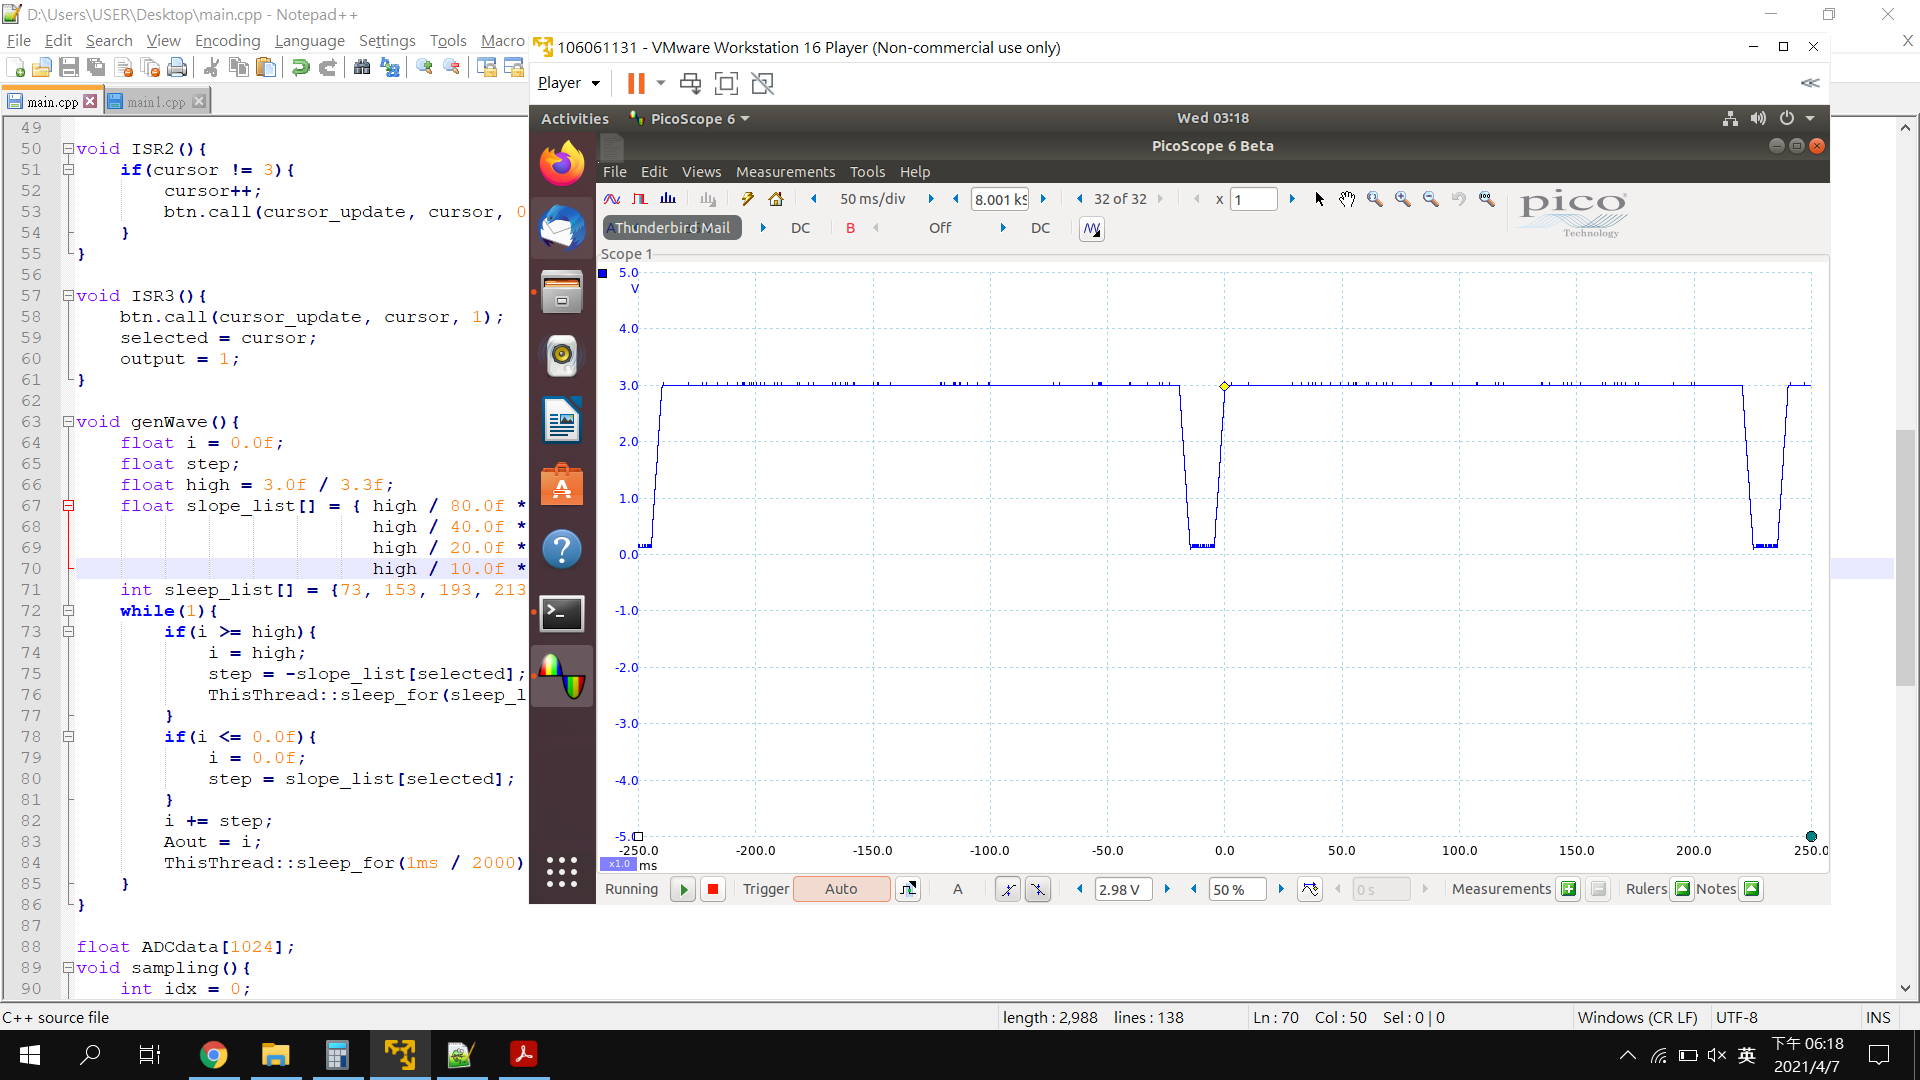 D:\Users\USER\Desktop\main.cpp - Notepad++
File Edit Search View Encoding Language Settings Tools Macro
X
main.cpp main1.cpp
49
50 void ISR2(){
51 if(cursor != 3){
52 cursor++;
53 btn.call(cursor_update, cursor, 0
54 }
55 }
56
57 void ISR3(){
58 btn.call(cursor_update, cursor, 1);
59 selected = cursor;
60 output = 1;
61 }
62
63 void genWave(){
64 float i = 0.0f;
65 float step;
66 float high = 3.0f / 3.3f;
67 float slope_list[] = { high / 80.0f *
68 high / 40.0f *
69 high / 20.0f *
70 high / 10.0f *
71 int sleep_list[] = {73, 153, 193, 213
72 while(1){
73 if(i >= high){
74 i = high;
75 step = -slope_list[selected];
76 ThisThread::sleep_for(sleep_l
77 }
78 if(i <= 0.0f){
79 i = 0.0f;
80 step = slope_list[selected];
81 }
82 i += step;
83 Aout = i;
84 ThisThread::sleep_for(1ms / 2000)
85 }
86 }
87
88 float ADCdata[1024];
89 void sampling(){
90 int idx = 0;
106061131 - VMware Workstation 16 Player (Non-commercial use only)
Player
Activities PicoScope 6 Wed 03:18
PicoScope 6 Beta
File Edit Views Measurements Tools Help
50 ms/div 8.001 kS 32 of 32 x 1
pico
Technology
Thunderbird Mail DC B Off DC
Scope 1
5.0
V
4.0
3.0
2.0
1.0
0.0
-1.0
-2.0
-3.0
-4.0
-5.0
-250.0 -200.0 -150.0 -100.0 -50.0 0.0 50.0 100.0 150.0 200.0 250.0
x1.0 ms
Running Trigger Auto A 2.98 V 50 % 0 s Measurements Rulers Notes
C++ source file length : 2,988 lines : 138 Ln : 70 Col : 50 Sel : 0 | 0 Windows (CR LF) UTF-8 INS
英 下午 06:18
2021/4/7